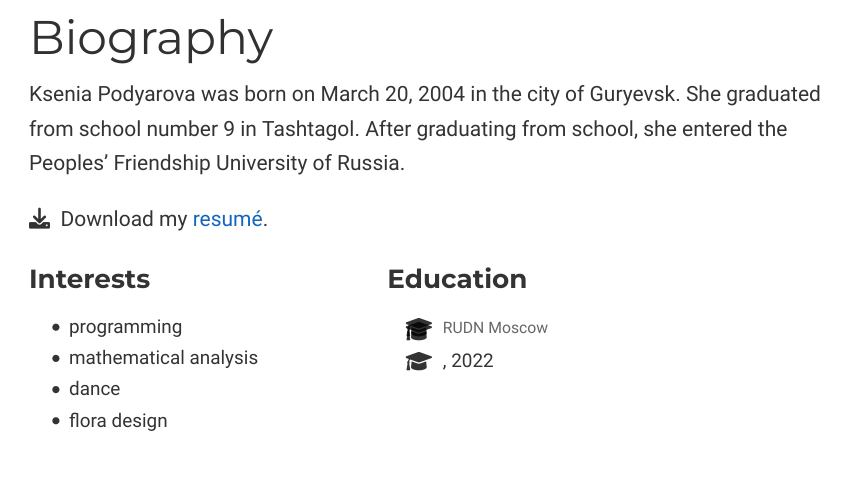 Biography
Ksenia Podyarova was born on March 20, 2004 in the city of Guryevsk. She graduated
from school number 9 in Tashtagol. After graduating from school, she entered the
Peoples’ Friendship University of Russia.
Download my resumé.
Interests
programming
mathematical analysis
dance
flora design
Education
RUDN Moscow
, 2022